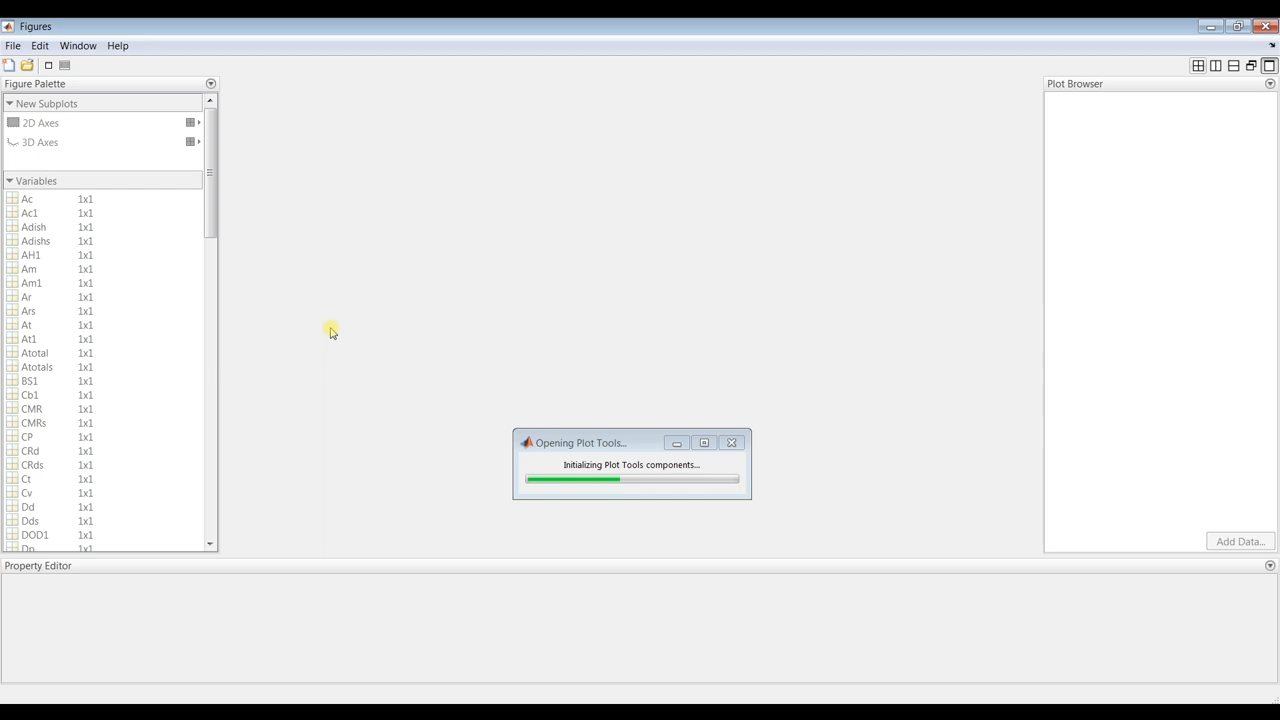 Figures
File Edit Window Help
Figure Palette
New Subplots
2D Axes
3D Axes
Variables
Ac 1x1
Ac1 1x1
Adish 1x1
Adishs 1x1
AH1 1x1
Am 1x1
Am1 1x1
Ar 1x1
Ars 1x1
At 1x1
At1 1x1
Atotal 1x1
Atotals 1x1
BS1 1x1
Cb1 1x1
CMR 1x1
CMRs 1x1
CP 1x1
CRd 1x1
CRds 1x1
Ct 1x1
Cv 1x1
Dd 1x1
Dds 1x1
DOD1 1x1
Dp 1x1
Opening Plot Tools...
Initializing Plot Tools components...
Plot Browser
Add Data...
Property Editor